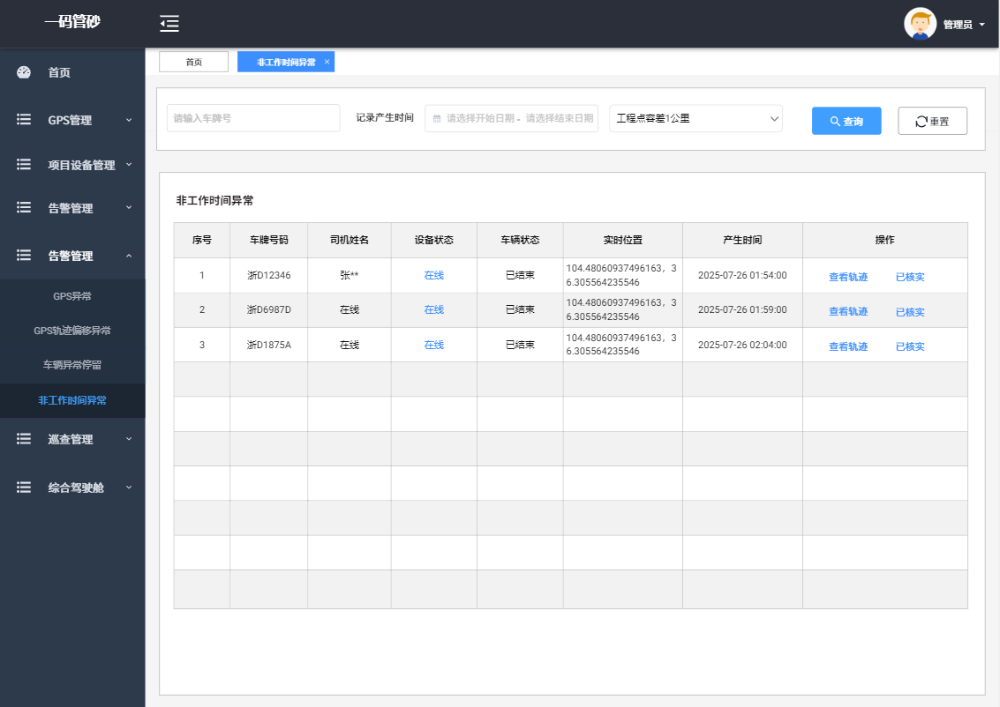 一码管砂
管理员
首页
GPS管理
项目设备管理
告警管理
告警管理
GPS异常
GPS轨迹偏移异常
车辆异常停留
非工作时间异常
巡查管理
综合驾驶舱
首页
非工作时间异常 ×
请输入车牌号 记录产生时间 请选择开始日期 - 请选择结束日期 工程点容差1公里 查询 重置
非工作时间异常
序号 车牌号码 司机姓名 设备状态 车辆状态 实时位置 产生时间 操作
1 浙D12346 张** 在线 已结束 104.48060937496163，3
6.305564235546 2025-07-26 01:54:00 查看轨迹 已核实
2 浙D6987D 在线 在线 已结束 104.48060937496163，3
6.305564235546 2025-07-26 01:59:00 查看轨迹 已核实
3 浙D1875A 在线 在线 已结束 104.48060937496163，3
6.305564235546 2025-07-26 02:04:00 查看轨迹 已核实